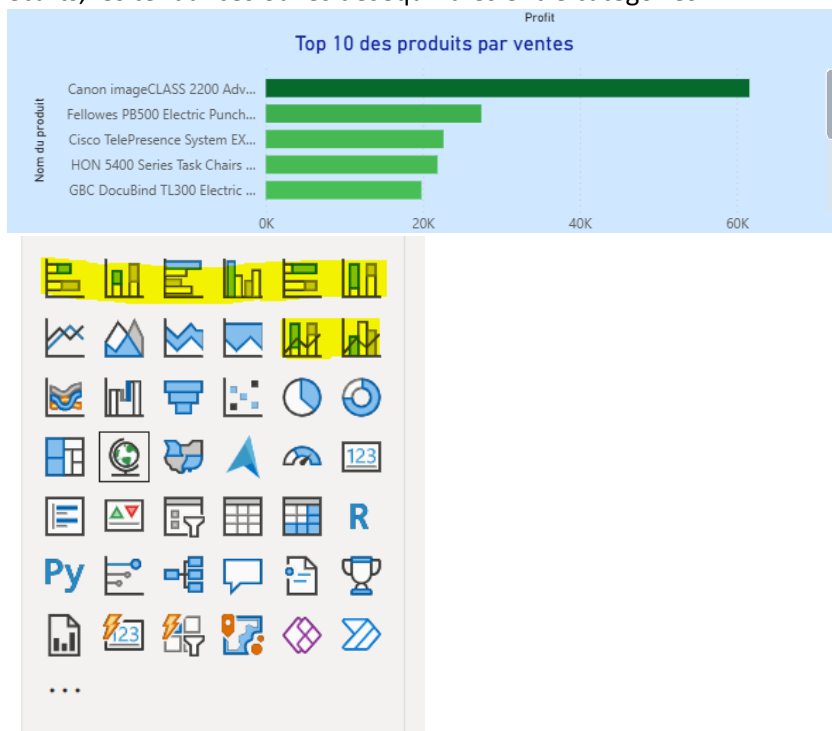 Profit
Top 10 des produits par ventes
Nom du produit
Canon imageCLASS 2200 Adv...
Fellowes PB500 Electric Punch...
Cisco TelePresence System EX...
HON 5400 Series Task Chairs ...
GBC DocuBind TL300 Electric ...
0K 20K 40K 60K
123
R
Py
123
...